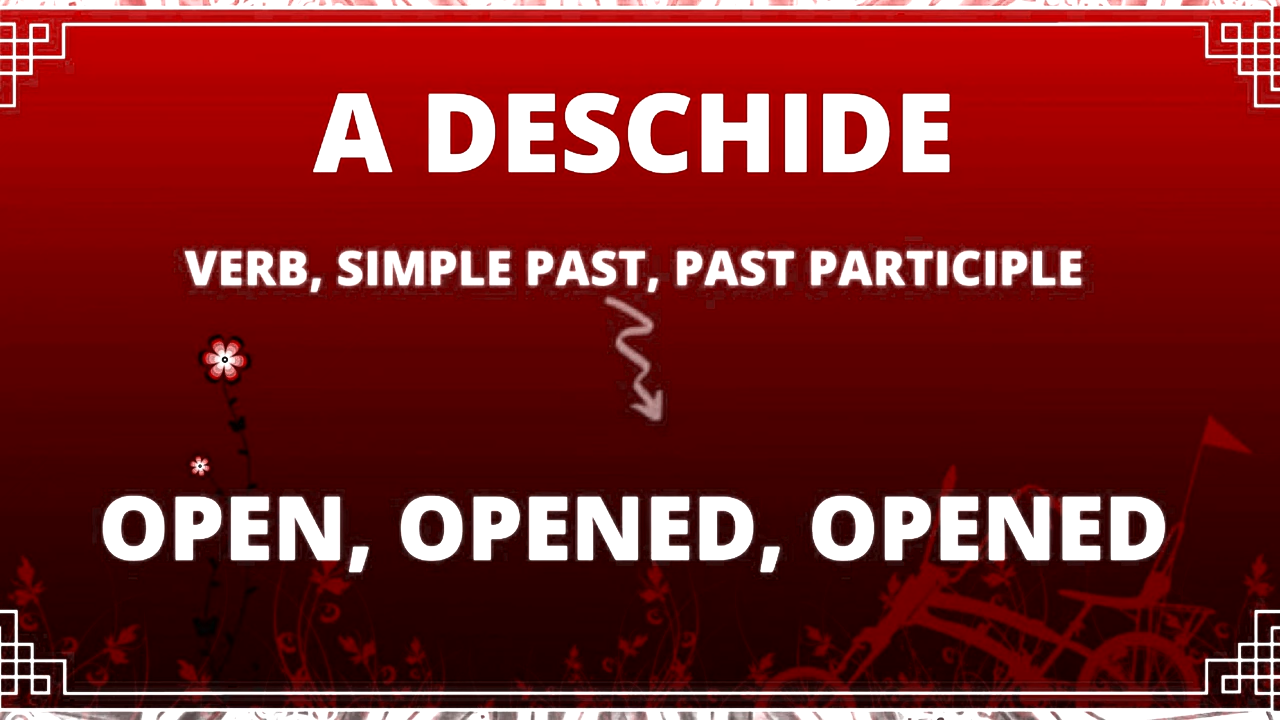 A DESCHIDE
VERB, SIMPLE PAST, PAST PARTICIPLE
OPEN, OPENED, OPENED